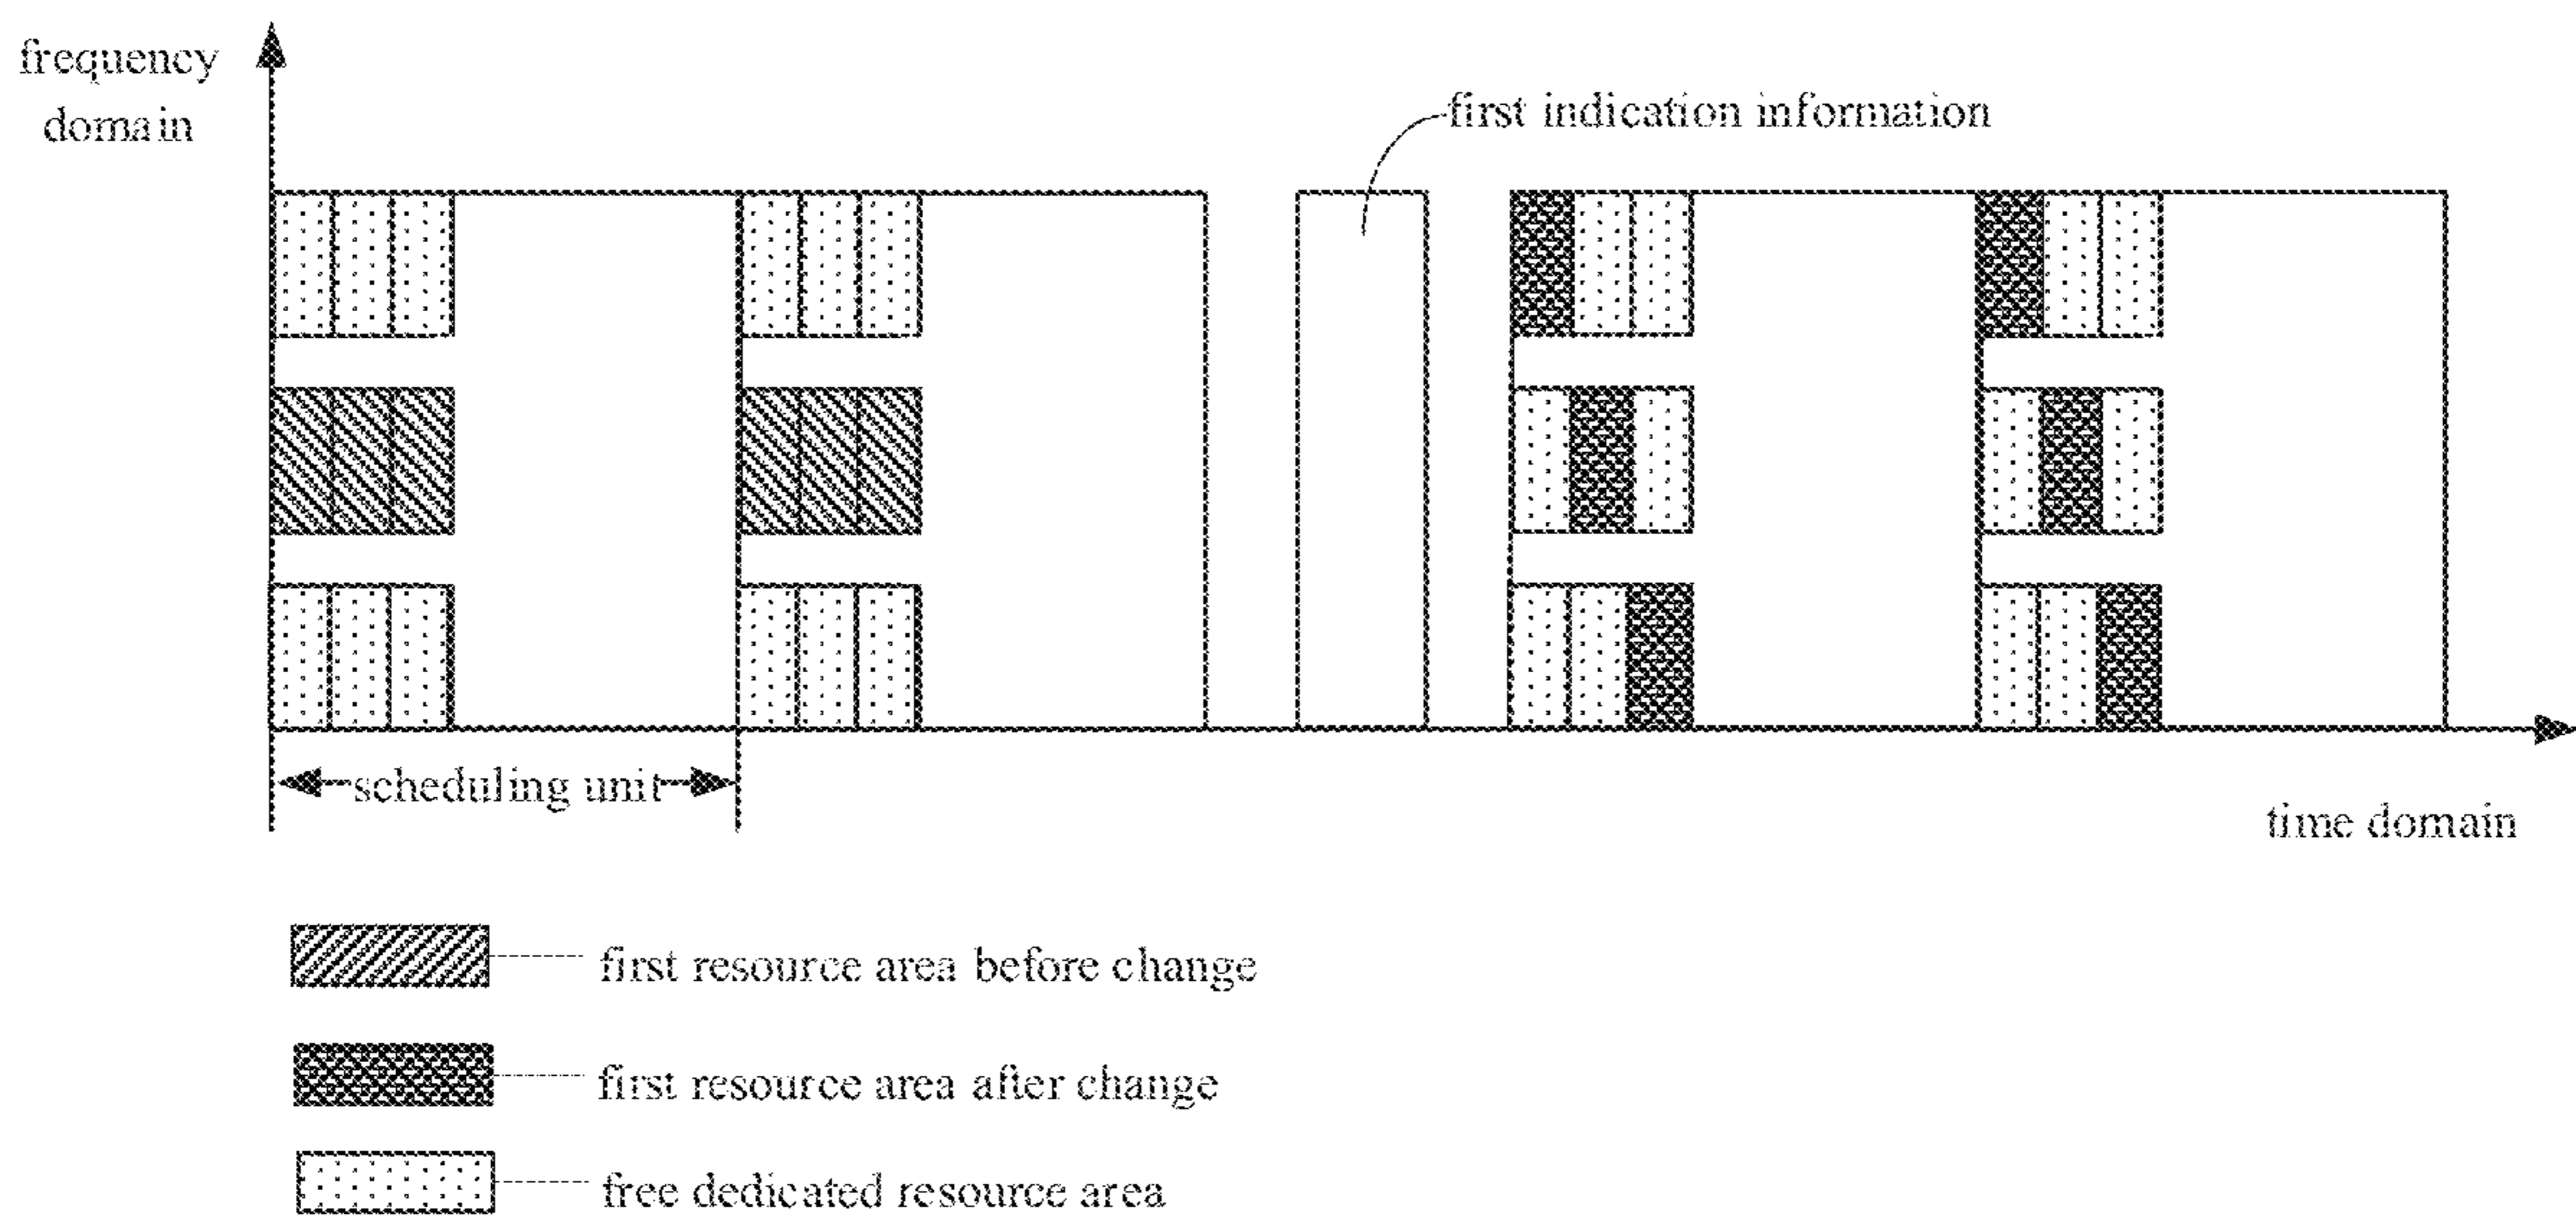 frequency
domain
first indication information
scheduling unit
time domain
first resource area before change
first resource area after change
free dedicated resource area